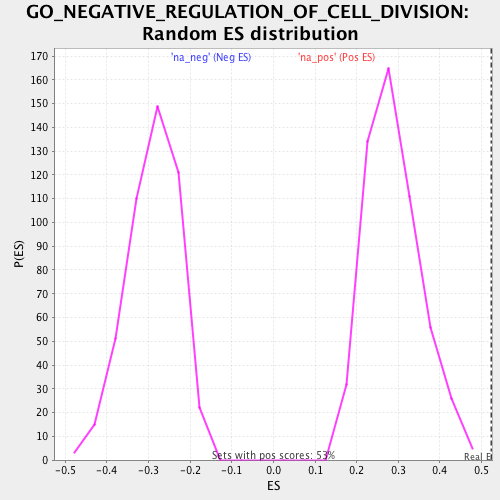 GO_NEGATIVE_REGULATION_OF_CELL_DIVISION:
Random ES distribution
'na_neg' (Neg ES) 'na_pos' (Pos ES)
170
160
150
140
130
120
110
100
90
80
70
60
50
40
30
20
10
0
P(ES)
Sets with pos scores: 53%
Real E
-0.5 -0.4 -0.3 -0.2 -0.1 0.0 0.1 0.2 0.3 0.4 0.5
ES